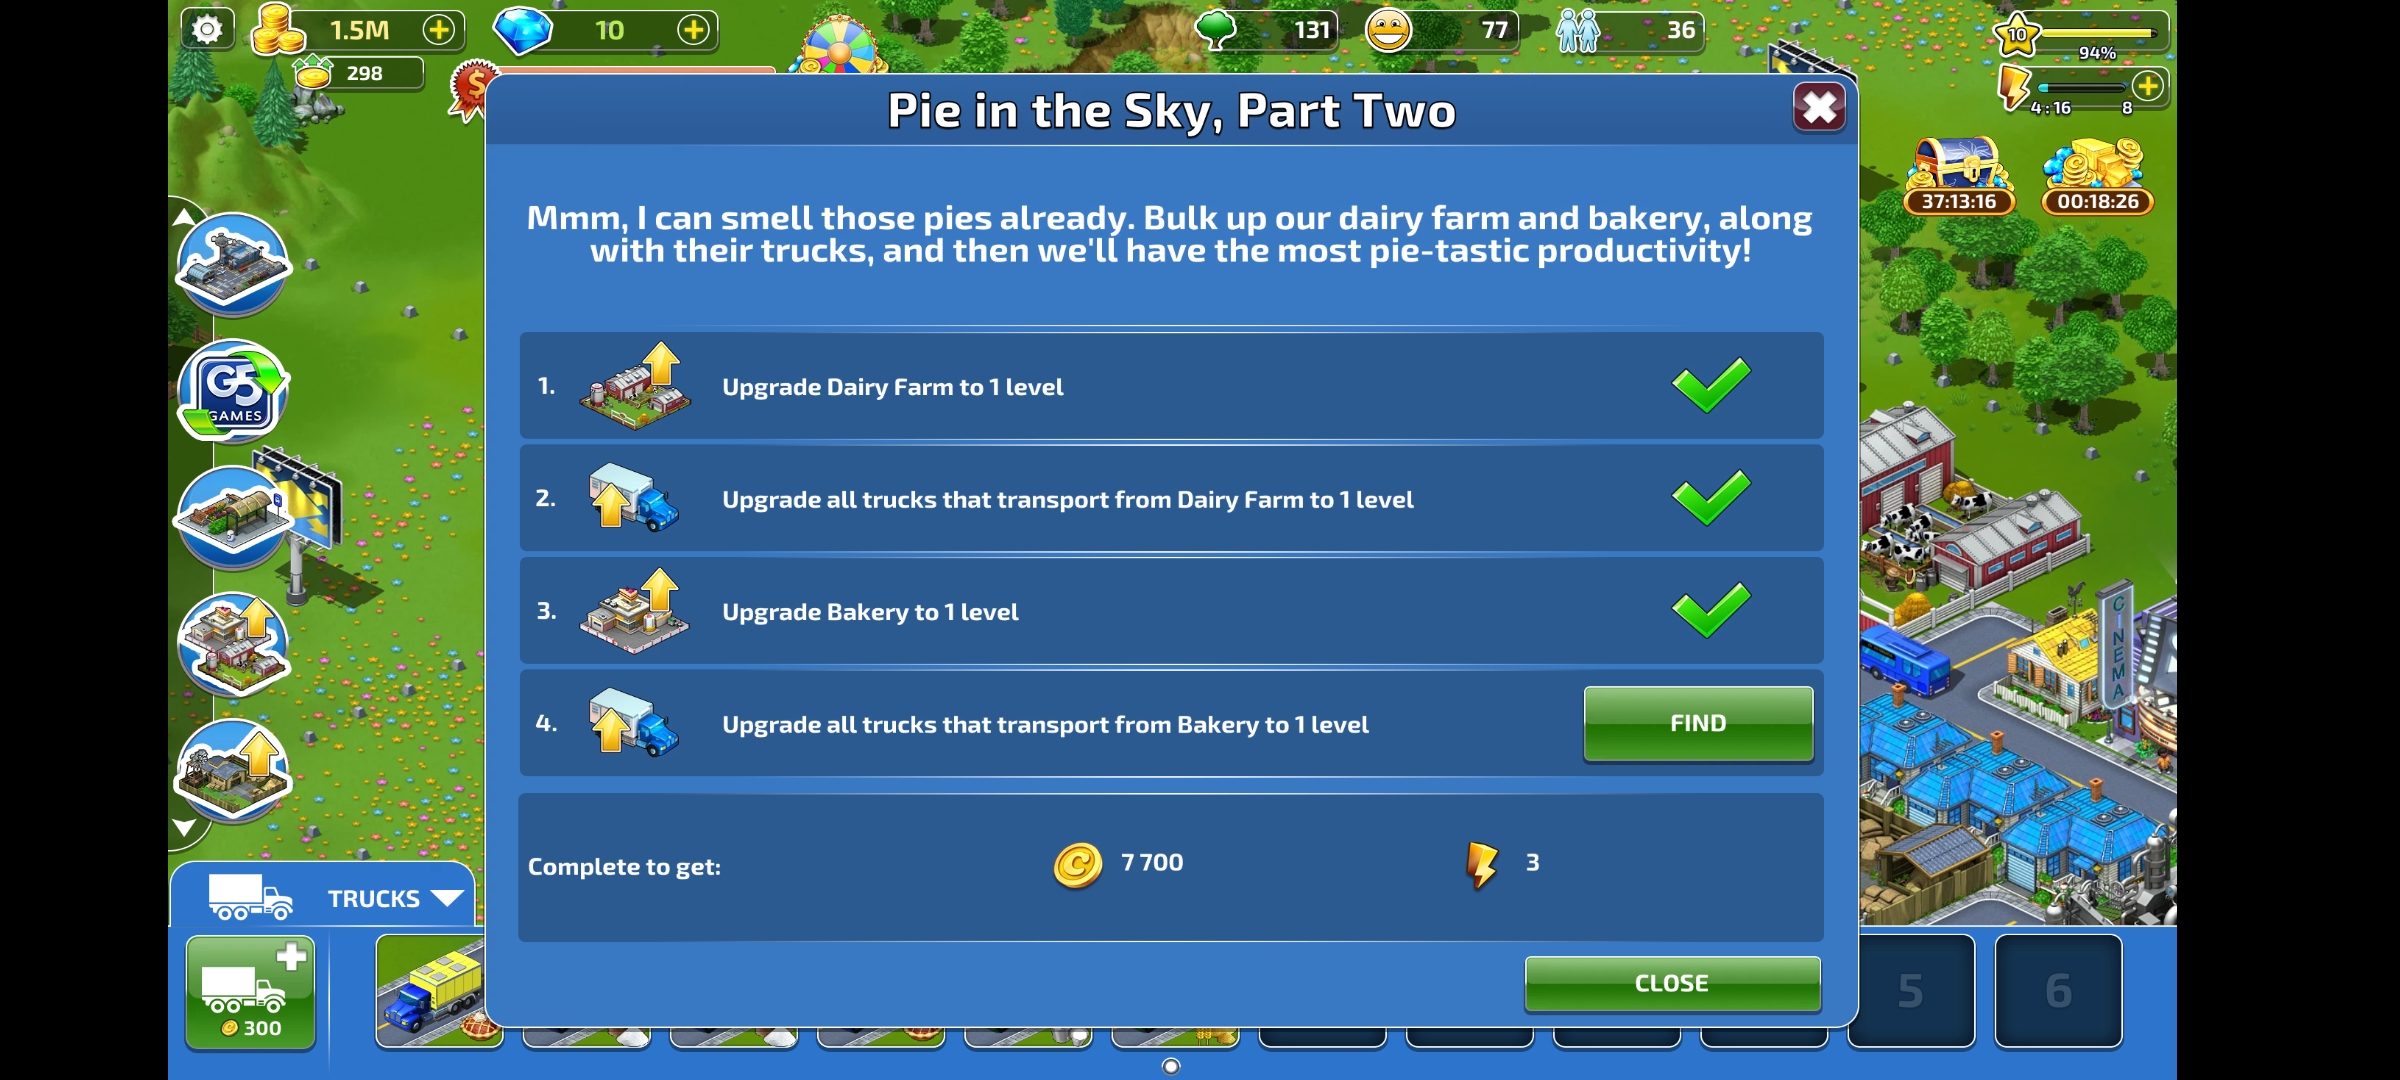 1.5M
10
131
77
36
10
94%
298
4:16
8
Pie in the Sky, Part Two
37:13:16
00:18:26
Mmm, I can smell those pies already. Bulk up our dairy farm and bakery, along
with their trucks, and then we'll have the most pie-tastic productivity!
1.
Upgrade Dairy Farm to 1 level
G5
GAMES
2.
Upgrade all trucks that transport from Dairy Farm to 1 level
3.
Upgrade Bakery to 1 level
CINEMA
4.
Upgrade all trucks that transport from Bakery to 1 level
FIND
Complete to get:
7 700
3
TRUCKS
CLOSE
300
5
6